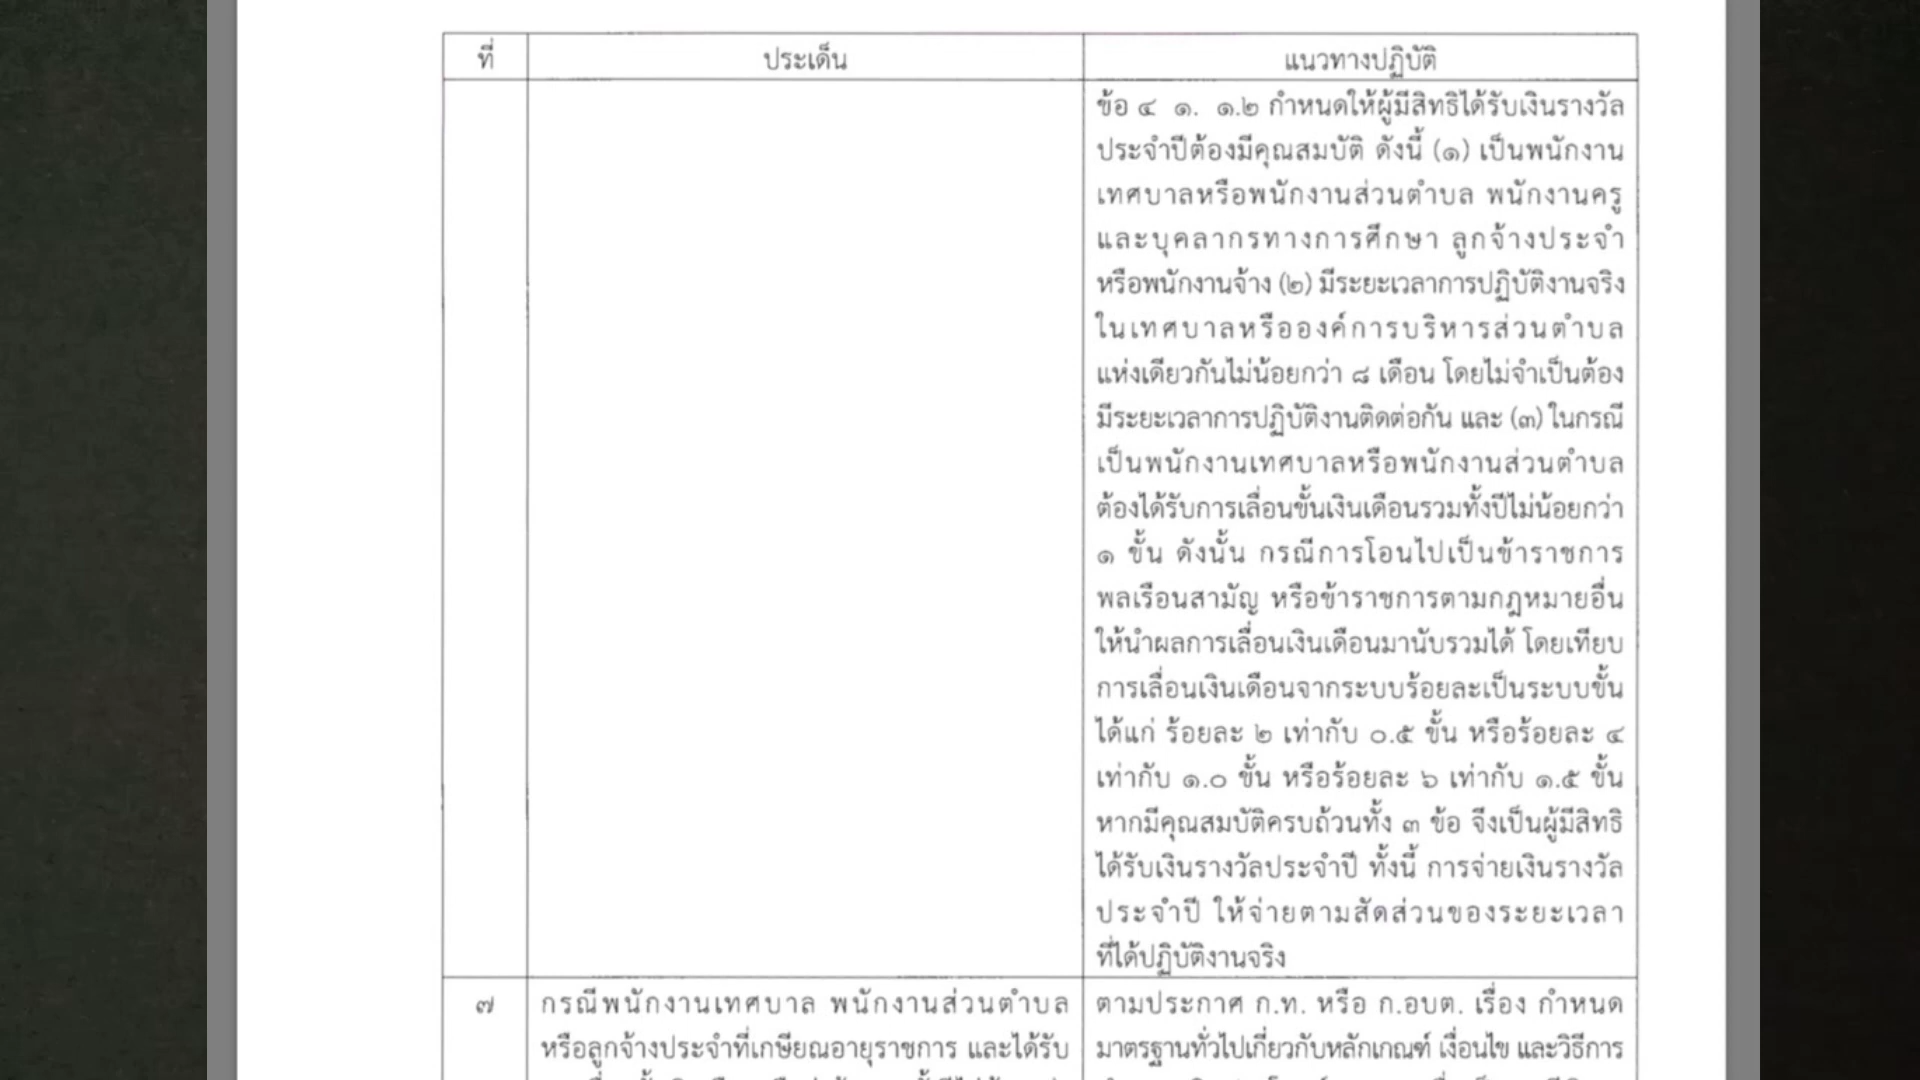 ที่ ประเด็น แนวทางปฏิบัติ
ข้อ ๔ ๑. ๑.๒ กำหนดให้ผู้มีสิทธิได้รับเงินรางวัล
ประจำปีต้องมีคุณสมบัติ ดังนี้ (๑) เป็นพนักงาน
เทศบาลหรือพนักงานส่วนตำบล พนักงานครู
และบุคลากรทางการศึกษา ลูกจ้างประจำ
หรือพนักงานจ้าง (๒) มีระยะเวลาการปฏิบัติงานจริง
ในเทศบาลหรือองค์การบริหารส่วนตำบล
แห่งเดียวกันไม่น้อยกว่า ๘ เดือน โดยไม่จำเป็นต้อง
มีระยะเวลาการปฏิบัติงานติดต่อกัน และ (๓) ในกรณี
เป็นพนักงานเทศบาลหรือพนักงานส่วนตำบล
ต้องได้รับการเลื่อนขั้นเงินเดือนรวมทั้งปีไม่น้อยกว่า
๑ ขั้น ดังนั้น กรณีการโอนไปเป็นข้าราชการ
พลเรือนสามัญ หรือข้าราชการตามกฎหมายอื่น
ให้นำผลการเลื่อนเงินเดือนมานับรวมได้ โดยเทียบ
การเลื่อนเงินเดือนจากระบบร้อยละเป็นระบบขั้น
ได้แก่ ร้อยละ ๒ เท่ากับ ๐.๕ ขั้น หรือร้อยละ ๔
เท่ากับ ๑.๐ ขั้น หรือร้อยละ ๖ เท่ากับ ๑.๕ ขั้น
หากมีคุณสมบัติครบถ้วนทั้ง ๓ ข้อ จึงเป็นผู้มีสิทธิ
ได้รับเงินรางวัลประจำปี ทั้งนี้ การจ่ายเงินรางวัล
ประจำปี ให้จ่ายตามสัดส่วนของระยะเวลา
ที่ได้ปฏิบัติงานจริง
๗ กรณีพนักงานเทศบาล พนักงานส่วนตำบล
หรือลูกจ้างประจำที่เกษียณอายุราชการ และได้รับ
ตามประกาศ ก.ท. หรือ ก.อบต. เรื่อง กำหนด
มาตรฐานทั่วไปเกี่ยวกับหลักเกณฑ์ เงื่อนไข และวิธีการ